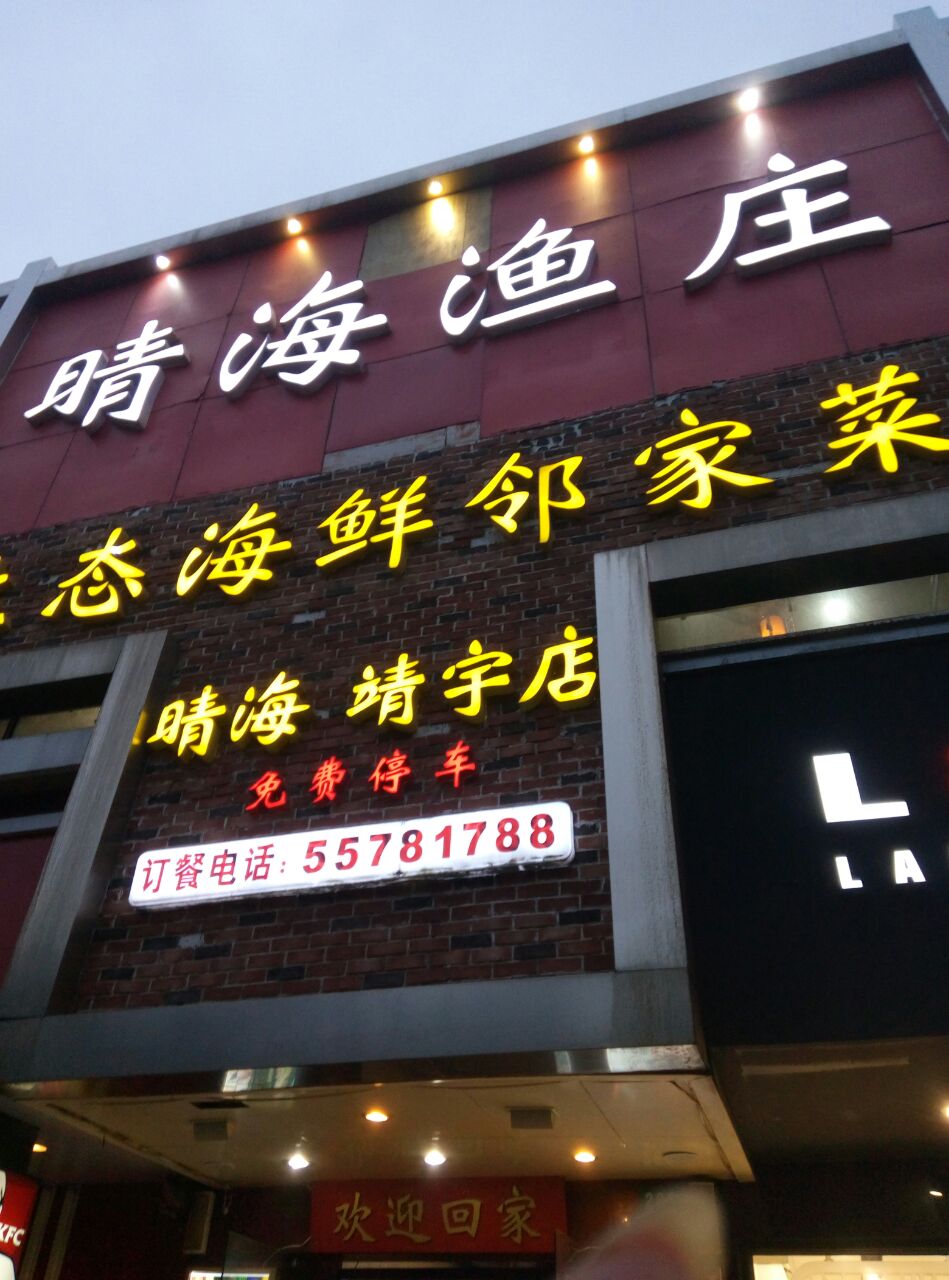 晴海渔庄
态海鲜邻家菜
晴海 靖宇店
免费停车
订餐电话：55781788
L
LA
欢迎回家
KFC